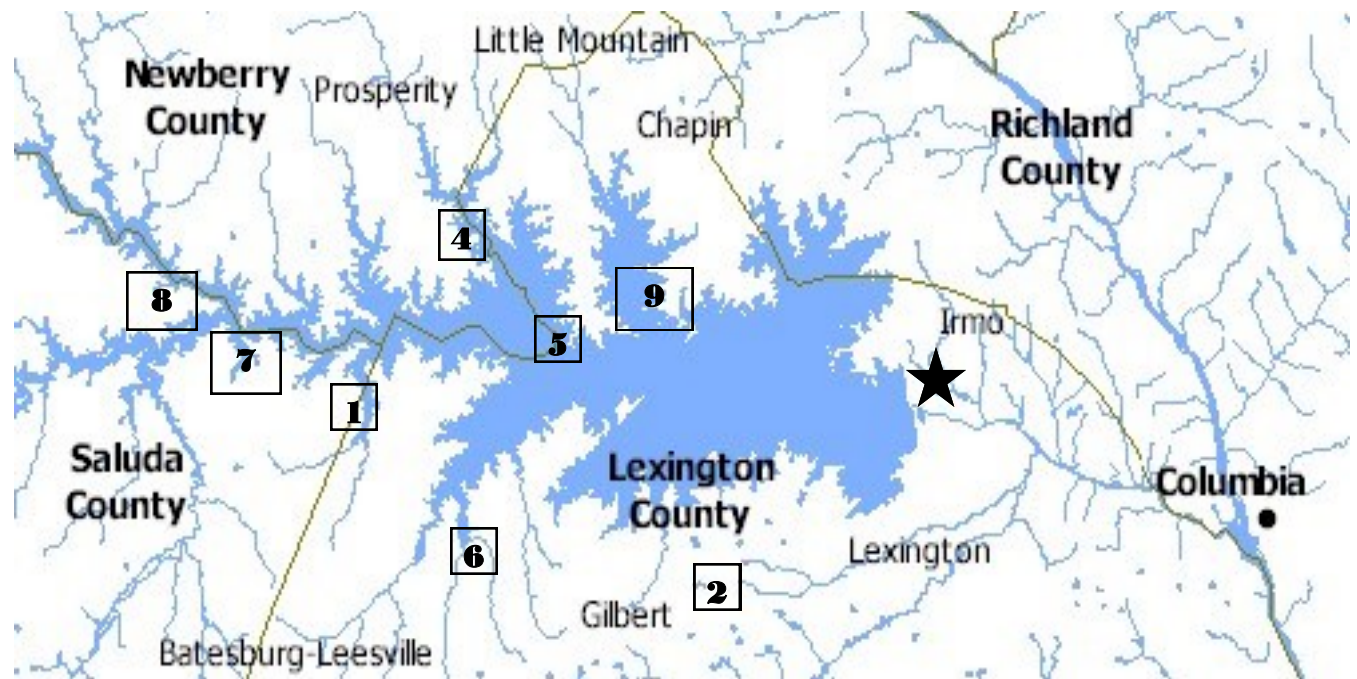 Little Mountain
Newberry
County
Prosperity
Chapin
Richland
County
4
8
9
Irmo
5
7
1
Saluda
County
Lexington
County
Columbia
6
Lexington
2
Gilbert
Batesburg-Leesville